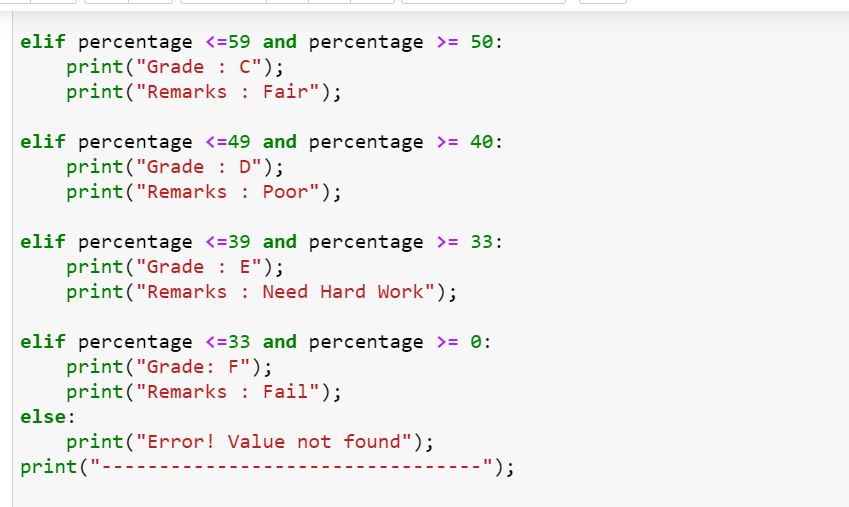 elif percentage <=59 and percentage >= 50:
    print("Grade : C");
    print("Remarks : Fair");
elif percentage <=49 and percentage >= 40:
    print("Grade : D");
    print("Remarks : Poor");
elif percentage <=39 and percentage >= 33:
    print("Grade : E");
    print("Remarks : Need Hard Work");
elif percentage <=33 and percentage >= 0:
    print("Grade: F");
    print("Remarks : Fail");
else:
    print("Error! Value not found");
print("---------------------------------");